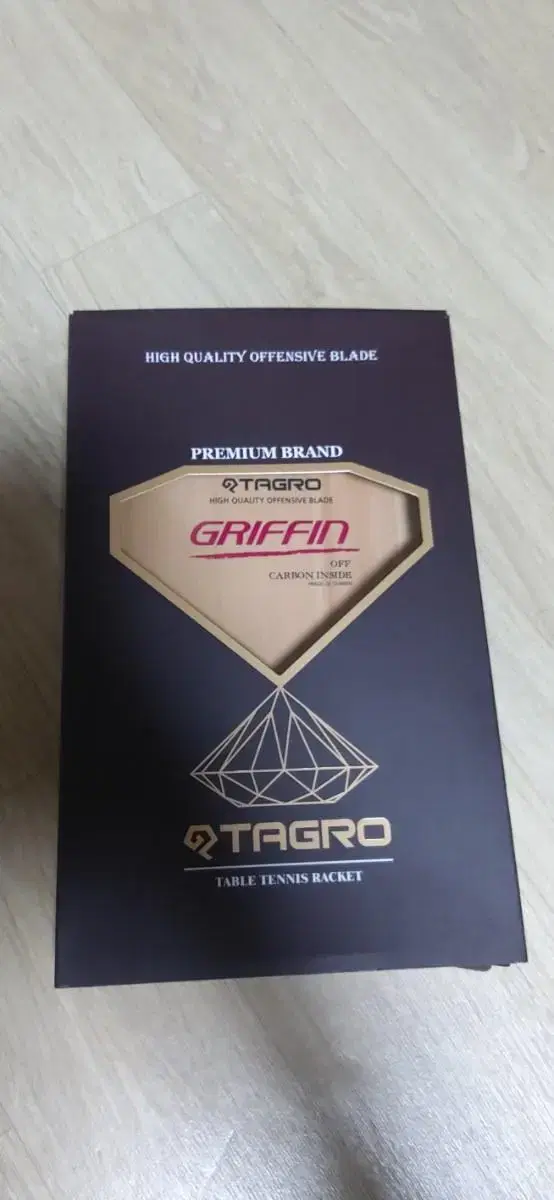 HIGH QUALITY OFFENSIVE BLADE
PREMIUM BRAND
TAGRO
HIGH QUALITY OFFENSIVE BLADE
GRIFFIN
OFF
CARBON INSIDE
TAGRO
TABLE TENNIS RACKET